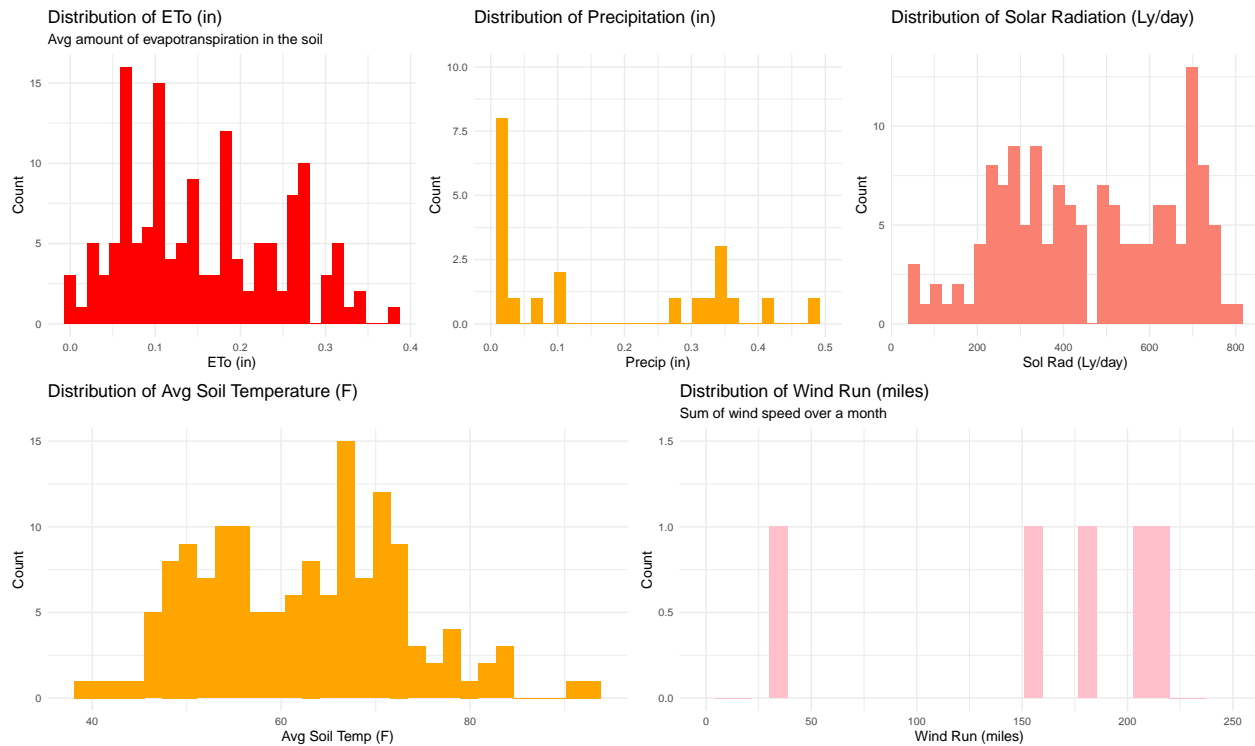 Distribution of ETo (in)
Avg amount of evapotranspiration in the soil
Count
15
10
5
0
0.0 0.1 0.2 0.3 0.4
ETo (in)
Distribution of Precipitation (in)
Count
10.0
7.5
5.0
2.5
0.0
0.0 0.1 0.2 0.3 0.4 0.5
Precip (in)
Distribution of Solar Radiation (Ly/day)
Count
10
5
0
0 200 400 600 800
Sol Rad (Ly/day)
Distribution of Avg Soil Temperature (F)
Count
15
10
5
0
40 60 80
Avg Soil Temp (F)
Distribution of Wind Run (miles)
Sum of wind speed over a month
Count
1.5
1.0
0.5
0.0
0 50 100 150 200 250
Wind Run (miles)